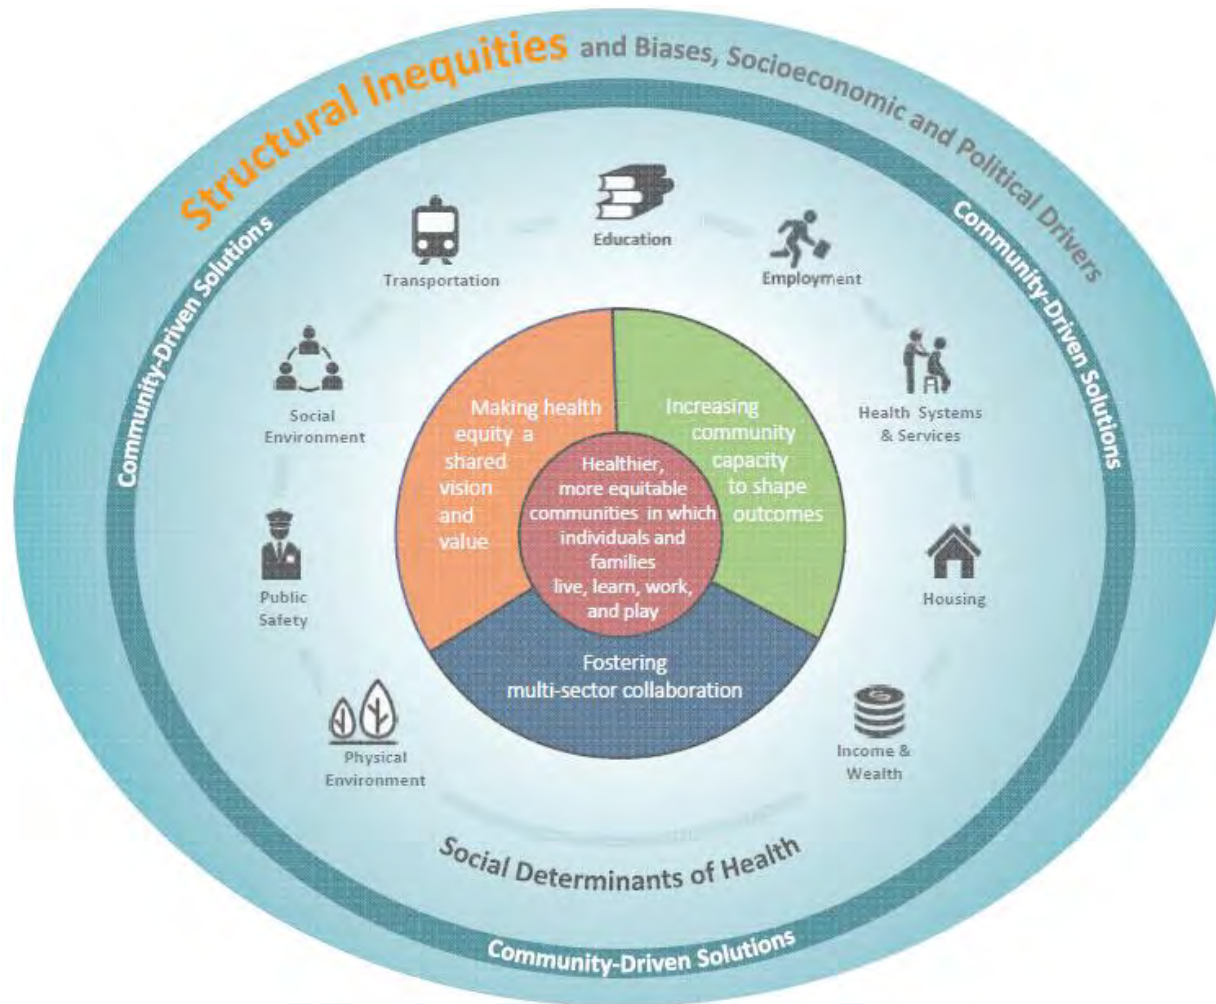 Structural Inequities and Biases, Socioeconomic and Political Drivers
Community-Driven Solutions
Community-Driven Solutions
Education
Transportation
Employment
Social
Environment
Health Systems
& Services
Making health
equity a
shared
vision
and
value
Increasing
community
capacity
to shape
outcomes
Healthier,
more equitable
communities in which
individuals and
families
live, learn, work,
and play
Public
Safety
Housing
Fostering
multi-sector collaboration
Physical
Environment
Income &
Wealth
Social Determinants of Health
Community-Driven Solutions